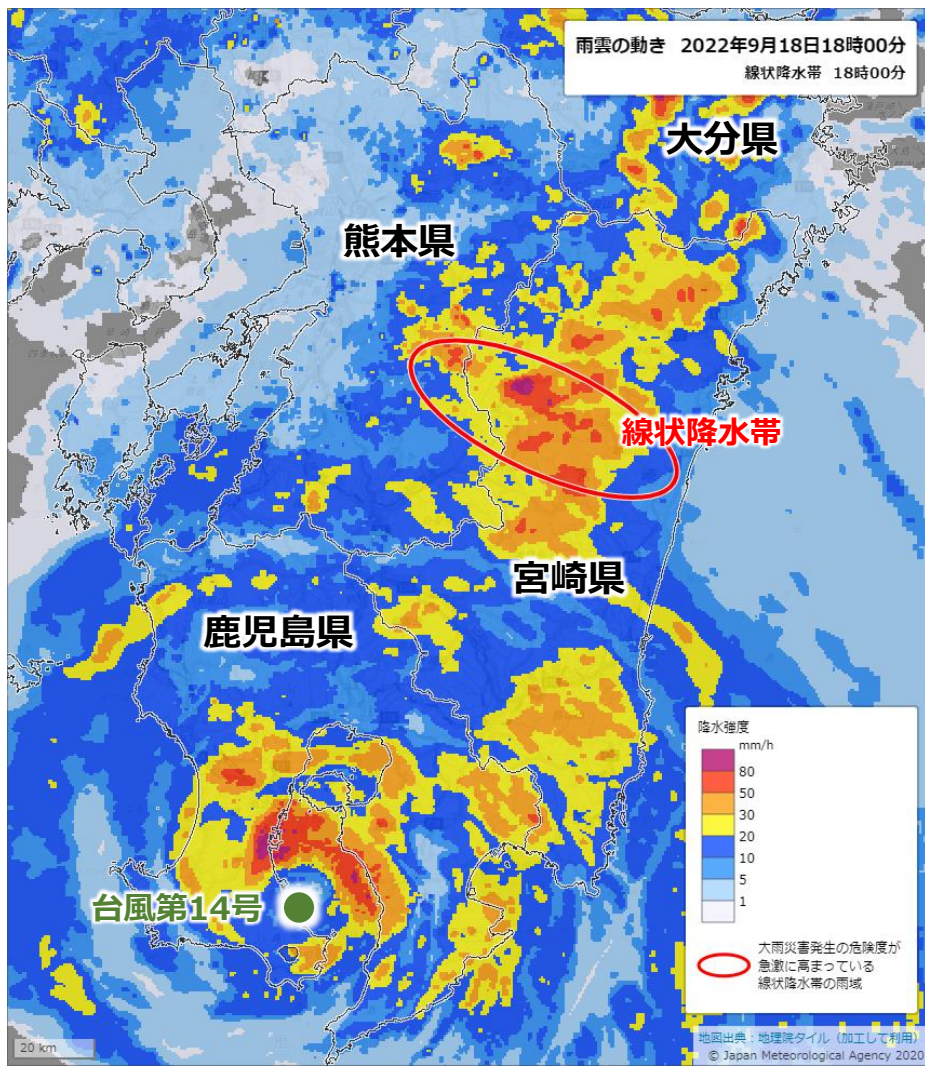 雨雲の動き 2022年9月18日18時00分
線状降水帯 18時00分
大分県
熊本県
線状降水帯
宮崎県
鹿児島県
台風第14号
降水強度
mm/h
80
50
30
20
10
5
1
大雨災害発生の危険度が
急激に高まっている
線状降水帯の雨域
20 km
地図出典：地理院タイル（加工して利用）
© Japan Meteorological Agency 2020